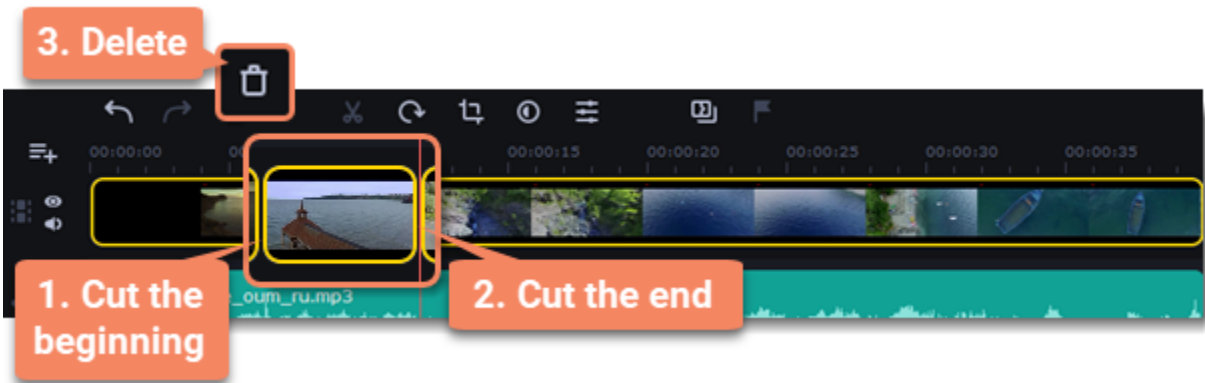 3. Delete
00:00:00
00:00:15
00:00:20
00:00:25
00:00:30
00:00:35
1. Cut the
beginning
_oum_ru.mp3
2. Cut the end